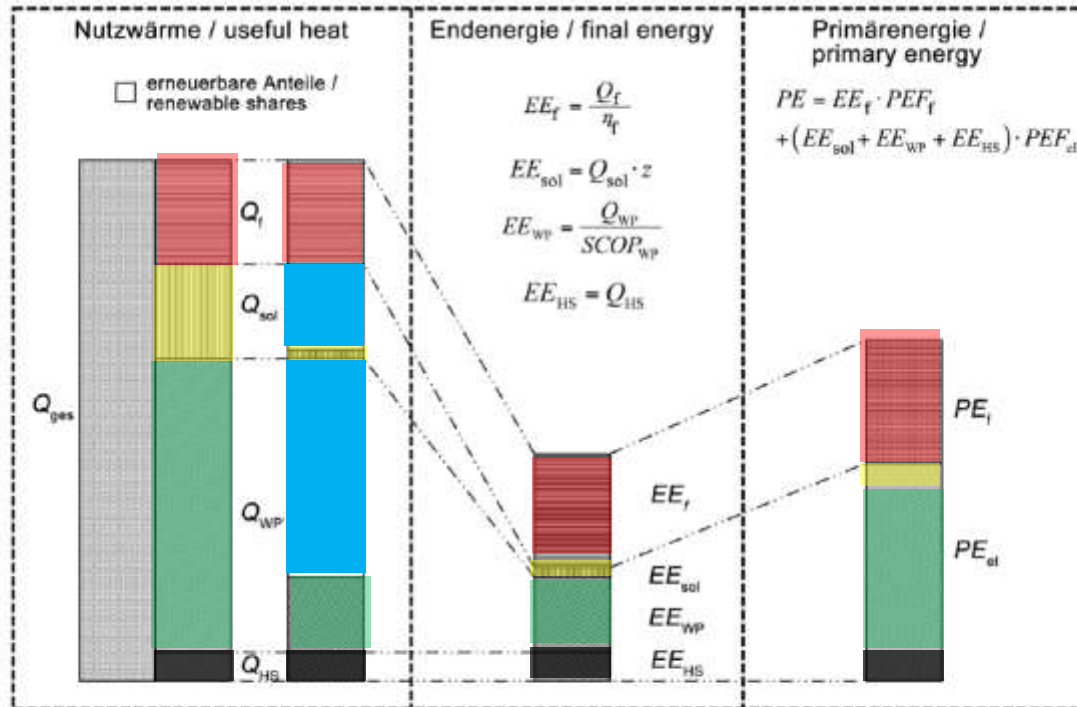 Nutzwärme / useful heat
erneuerbare Anteile /
renewable shares
Q_ges
Q_f
Q_sol
Q_WP
Q_HS
Endenergie / final energy
EE_f = Q_f / η_f
EE_sol = Q_sol · z
EE_WP = Q_WP / SCOP_WP
EE_HS = Q_HS
EE_f
EE_sol
EE_WP
EE_HS
Primärenergie /
primary energy
PE = EE_f · PEF_f
+ (EE_sol + EE_WP + EE_HS) · PEF_el
PE_f
PE_el